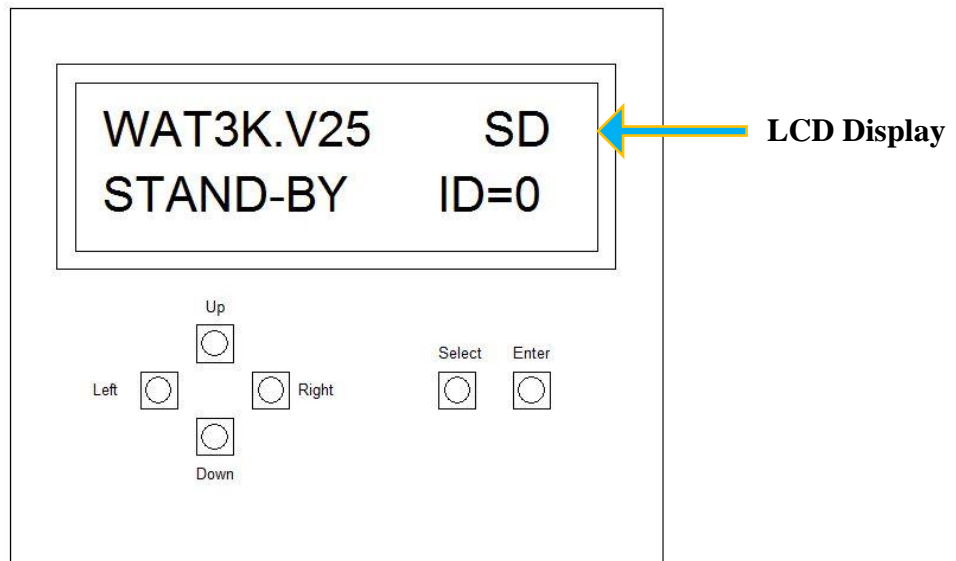 WAT3K.V25 SD
LCD Display
STAND-BY ID=0
Up
Select Enter
Left Right
Down